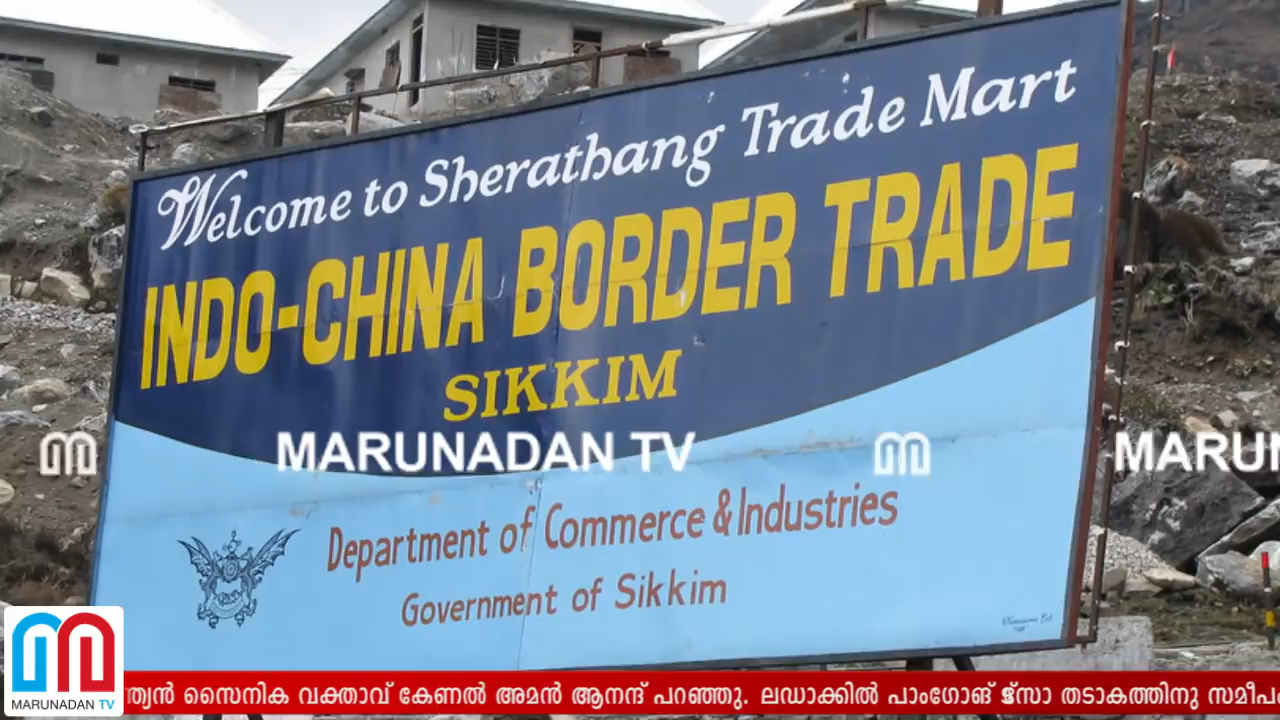 Welcome to Sherathang Trade Mart
INDO-CHINA BORDER TRADE
SIKKIM
MARUNADAN TV
MARUN
Department of Commerce & Industries
Government of Sikkim
MARUNADAN TV
ത്യൻ സൈനിക വക്താവ് കേണൽ അമൻ ആനന്ദ് പറഞ്ഞു. ലഡാക്കിൽ പാംഗോങ് ട്സാ തടാകത്തിനു സമീപം